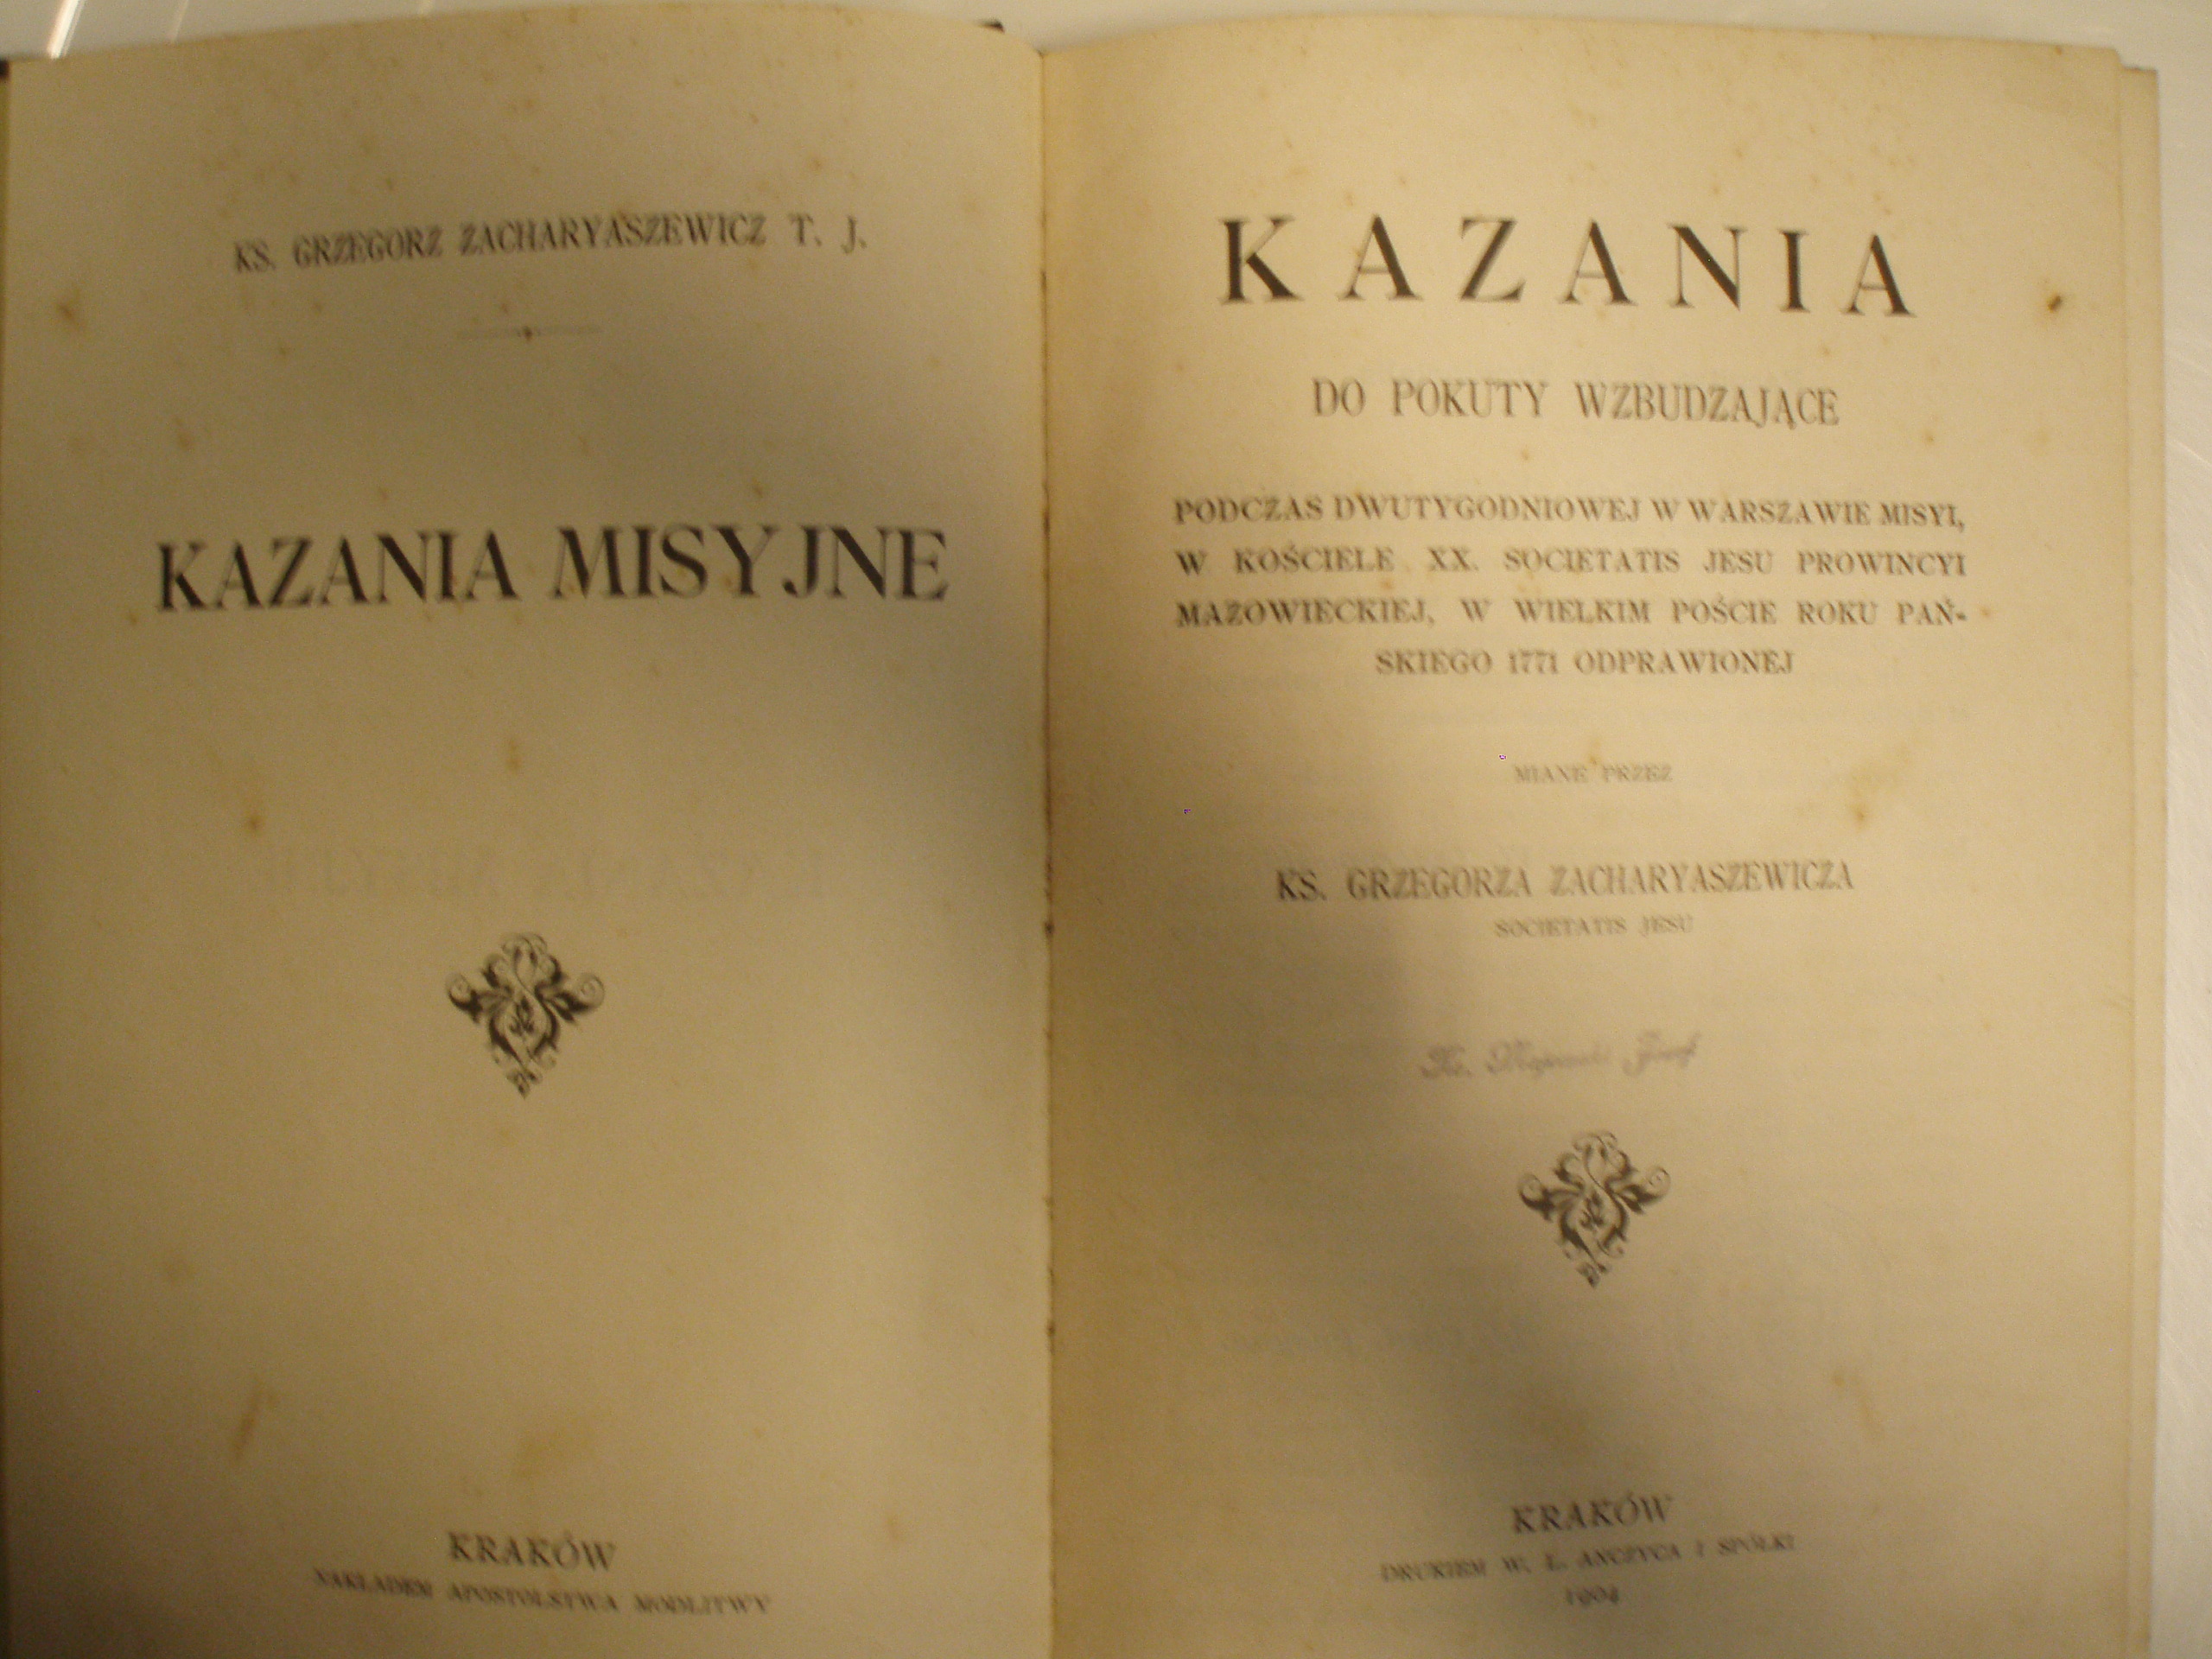 KS. GRZEGORZ ZACHARYASZEWICZ T. J.
KAZANIA MISYJNE
KRAKÓW
NAKŁADEM APOSTOLSTWA MODLITWY
KAZANIA
DO POKUTY WZBUDZAJĄCE
PODCZAS DWUTYGODNIOWEJ W WARSZAWIE MISYI,
W KOŚCIELE XX. SOCIETATIS JESU PROWINCYI
MAZOWIECKIEJ, W WIELKIM POŚCIE ROKU PAŃ-
SKIEGO 1771 ODPRAWIONEJ
MIANE PRZEZ
KS. GRZEGORZA ZACHARYASZEWICZA
SOCIETATIS JESU
Ks. Józef
KRAKÓW
DRUKIEM W. L. ANCZYCA I SPÓŁKI
1904